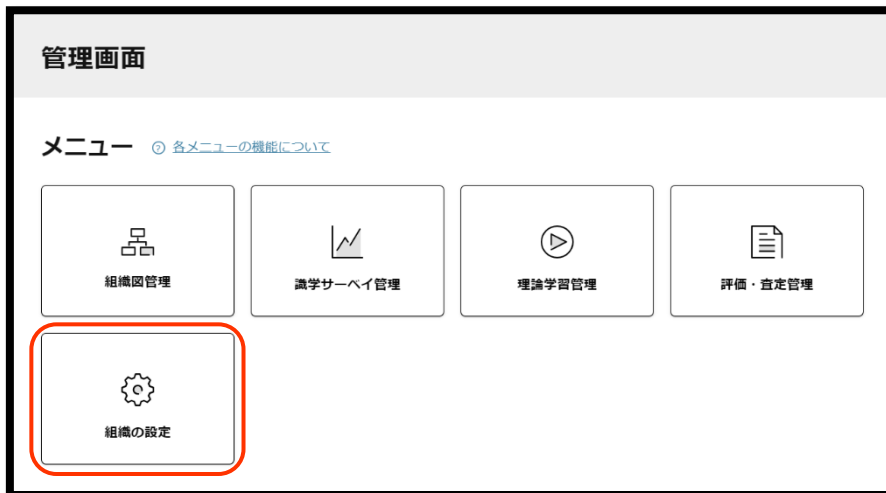 管理画面
メニュー ? 各メニューの機能について
組織図管理 識学サーベイ管理 理論学習管理 評価・査定管理
組織の設定